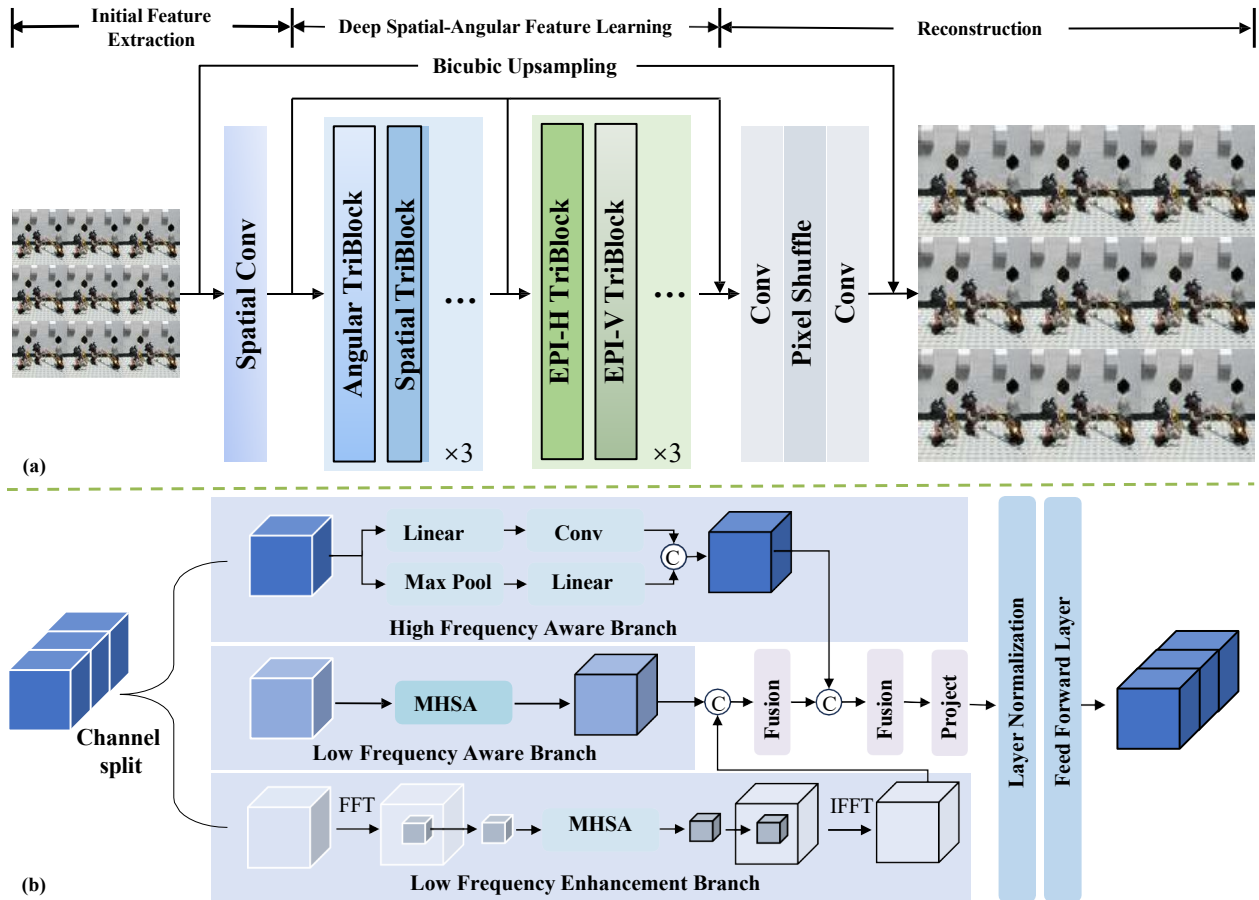 Initial Feature
Extraction
Deep Spatial-Angular Feature Learning
Reconstruction
Bicubic Upsampling
Spatial Conv
Angular TriBlock
Spatial TriBlock
...
×3
EPI-H TriBlock
EPI-V TriBlock
...
×3
Conv
Pixel Shuffle
Conv
(a)
Linear
Conv
C
Max Pool
Linear
High Frequency Aware Branch
Channel
split
MHSA
Low Frequency Aware Branch
C
Fusion
C
Fusion
Project
Layer Normalization
Feed Forward Layer
FFT
MHSA
IFFT
Low Frequency Enhancement Branch
(b)